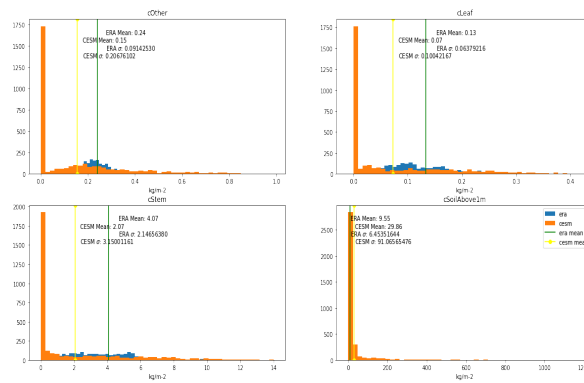 cOther
ERA Mean: 0.24
CESM Mean: 0.15
ERA σ: 0.09142530
CESM σ: 0.20676102
1750
1500
1250
1000
750
500
250
0
0.0 0.2 0.4 0.6 0.8 1.0
kg/m-2
cLeaf
ERA Mean: 0.13
CESM Mean: 0.07
ERA σ: 0.06379216
CESM σ: 0.10042167
1750
1500
1250
1000
750
500
250
0
0.0 0.1 0.2 0.3 0.4
kg/m-2
cStem
ERA Mean: 4.07
CESM Mean: 2.07
ERA σ: 2.14656380
CESM σ: 3.15001161
2000
1750
1500
1250
1000
750
500
250
0
0 2 4 6 8 10 12 14
kg/m-2
cSoilAbove1m
ERA Mean: 9.55
CESM Mean: 29.86
ERA σ: 6.45351644
CESM σ: 91.06565476
era
cesm
era mean
cesm mean
2500
2000
1500
1000
500
0
0 200 400 600 800 1000
kg/m-2